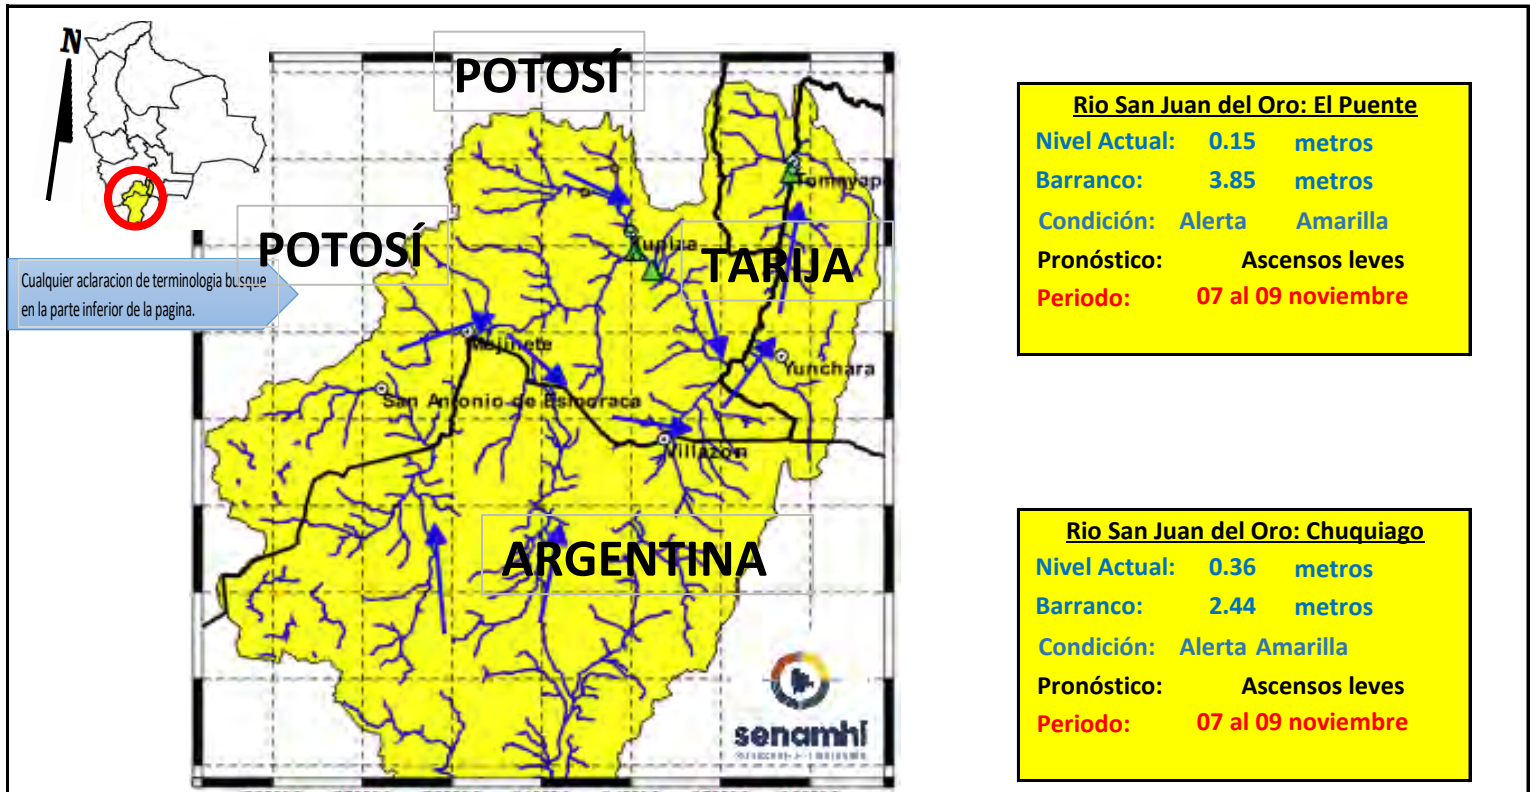 N
POTOSÍ
POTOSÍ
Cualquier aclaracion de terminologia busque
en la parte inferior de la pagina.
TARIJA
Mojinete
Yunchara
San Antonio de Esmoraca
Villazon
ARGENTINA
senamhi
Rio San Juan del Oro: El Puente
Nivel Actual: 0.15 metros
Barranco: 3.85 metros
Condición: Alerta Amarilla
Pronóstico: Ascensos leves
Periodo: 07 al 09 noviembre
Rio San Juan del Oro: Chuquiago
Nivel Actual: 0.36 metros
Barranco: 2.44 metros
Condición: Alerta Amarilla
Pronóstico: Ascensos leves
Periodo: 07 al 09 noviembre